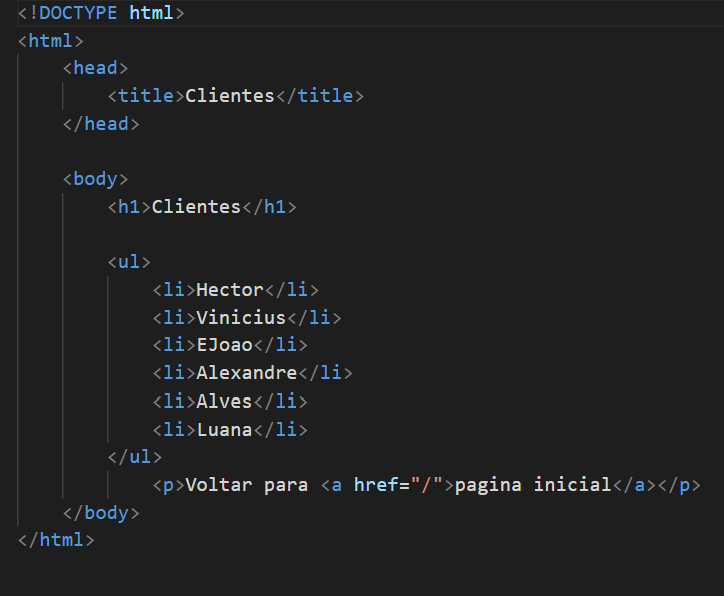 <!DOCTYPE html>
<html>
    <head>
        <title>Clientes</title>
    </head>

    <body>
        <h1>Clientes</h1>

        <ul>
            <li>Hector</li>
            <li>Vinicius</li>
            <li>EJoao</li>
            <li>Alexandre</li>
            <li>Alves</li>
            <li>Luana</li>
        </ul>
            <p>Voltar para <a href="/">pagina inicial</a></p>
    </body>
</html>